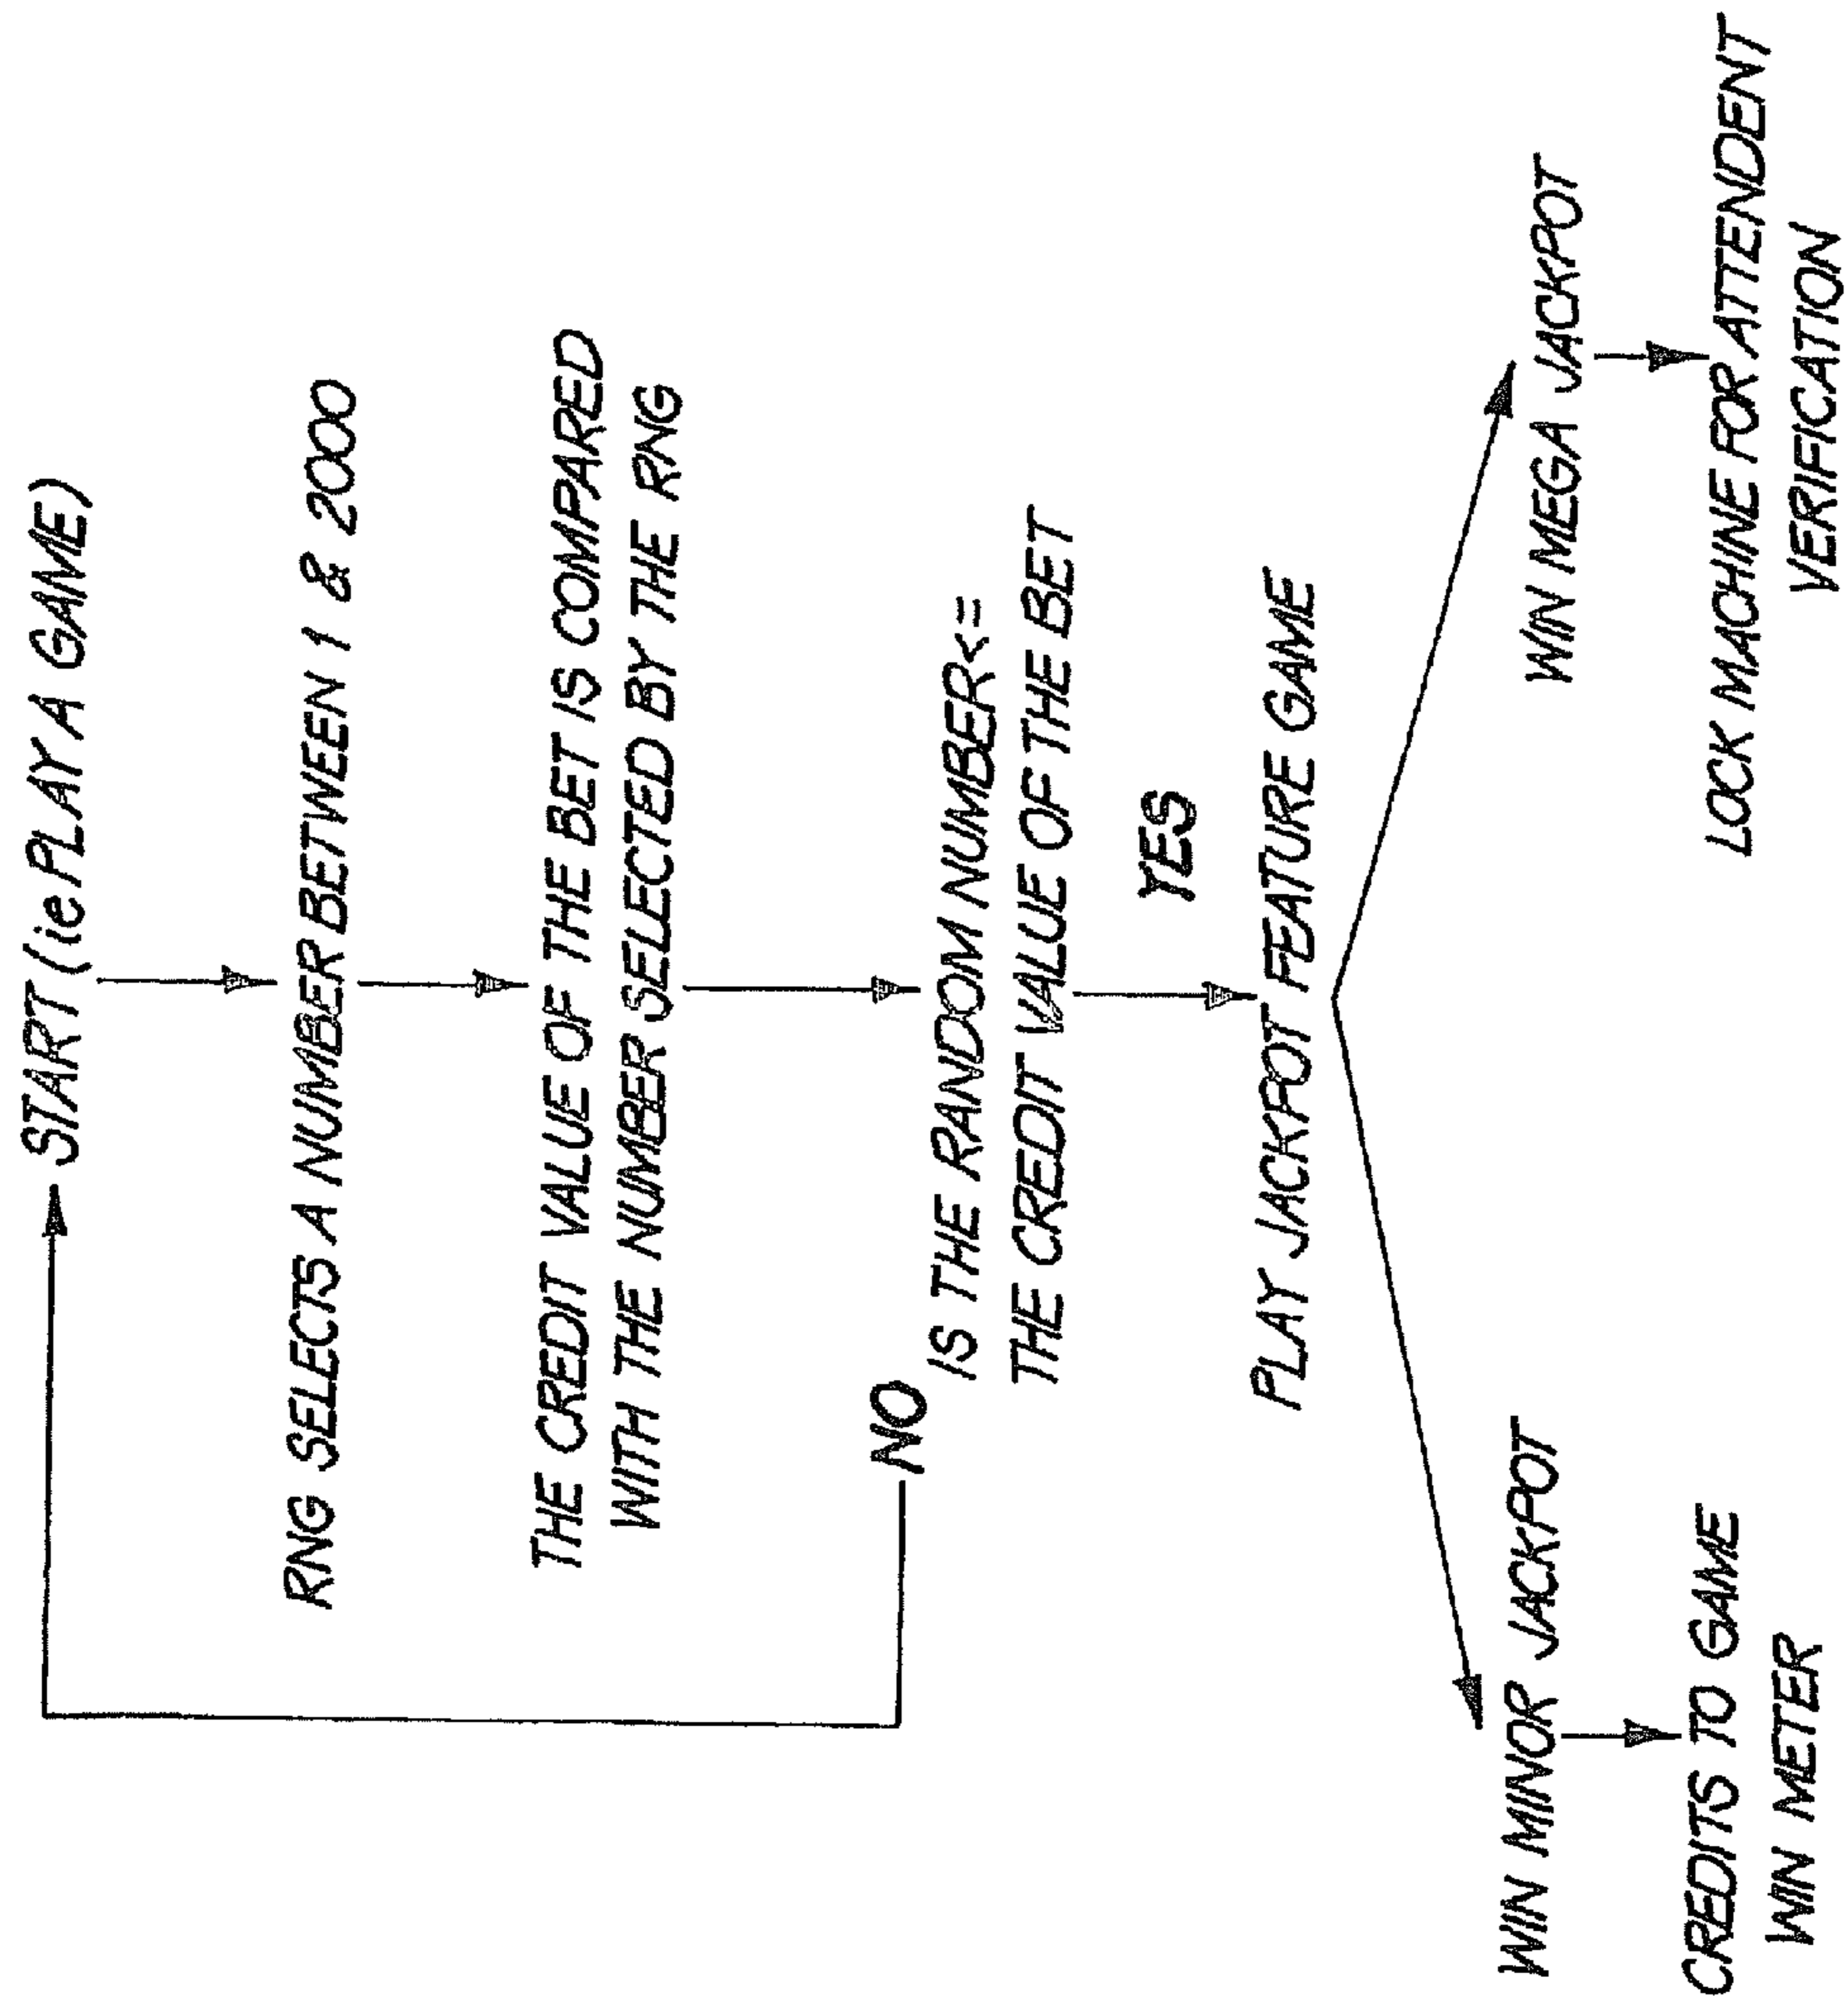 START (ie PLAY A GAME)
RNG SELECTS A NUMBER BETWEEN 1 & 2000
THE CREDIT VALUE OF THE BET IS COMPARED
WITH THE NUMBER SELECTED BY THE RNG
NO
IS THE RANDOM NUMBER<=
THE CREDIT VALUE OF THE BET
YES
PLAY JACKPOT FEATURE GAME
WIN MINOR JACKPOT
CREDITS TO GAME
WIN METER
WIN MEGA JACKPOT
LOCK MACHINE FOR ATTENDENT
VERIFICATION